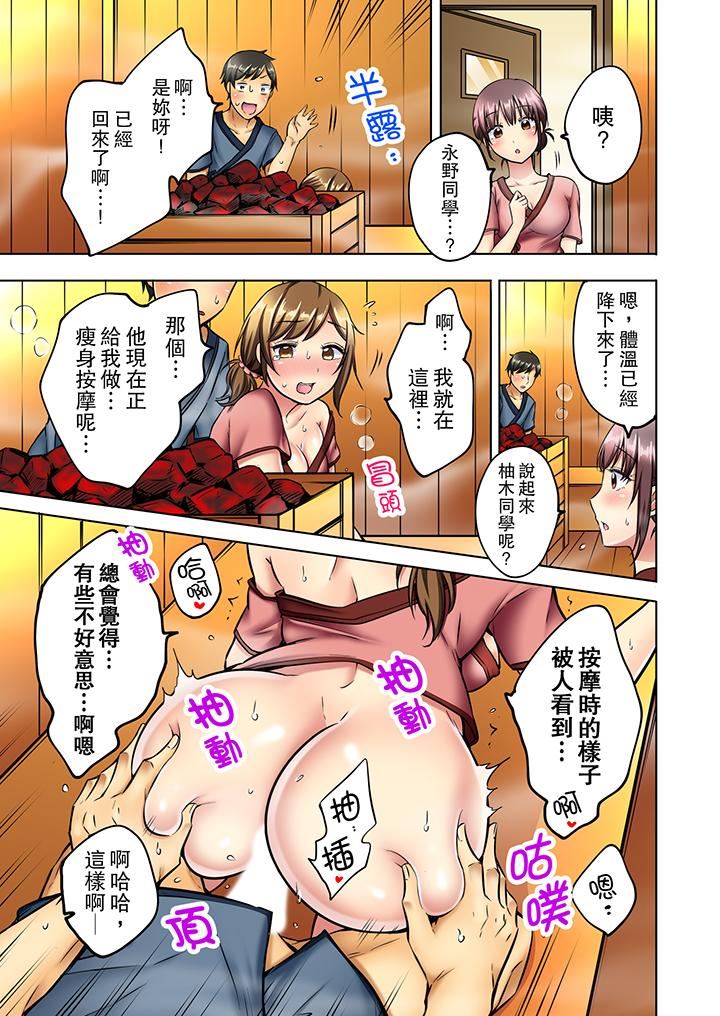 咦？
永野同學…？
半露
啊…
是妳呀！
已經
回來了啊…！
嗯，體溫已經
降下來了…
說起來
柚木同學呢？
啊…
我就在
這裡…
冒頭
那個…
他現在正
給我做…
瘦身按摩呢…
按摩時的樣子
被人看到…
啊
嗯
咕噗
抽動
哈啊
抽動
抽動
總會覺得…
有些不好意思…啊嗯
抽插
頂
啊哈哈，
這樣啊—